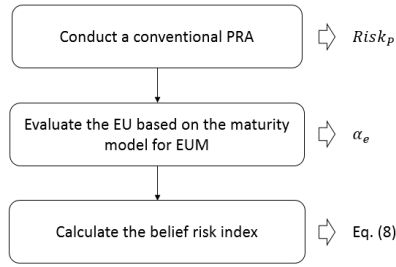 Conduct a conventional PRA
Risk_P
Evaluate the EU based on the maturity
model for EUM
α_e
Calculate the belief risk index
Eq. (8)